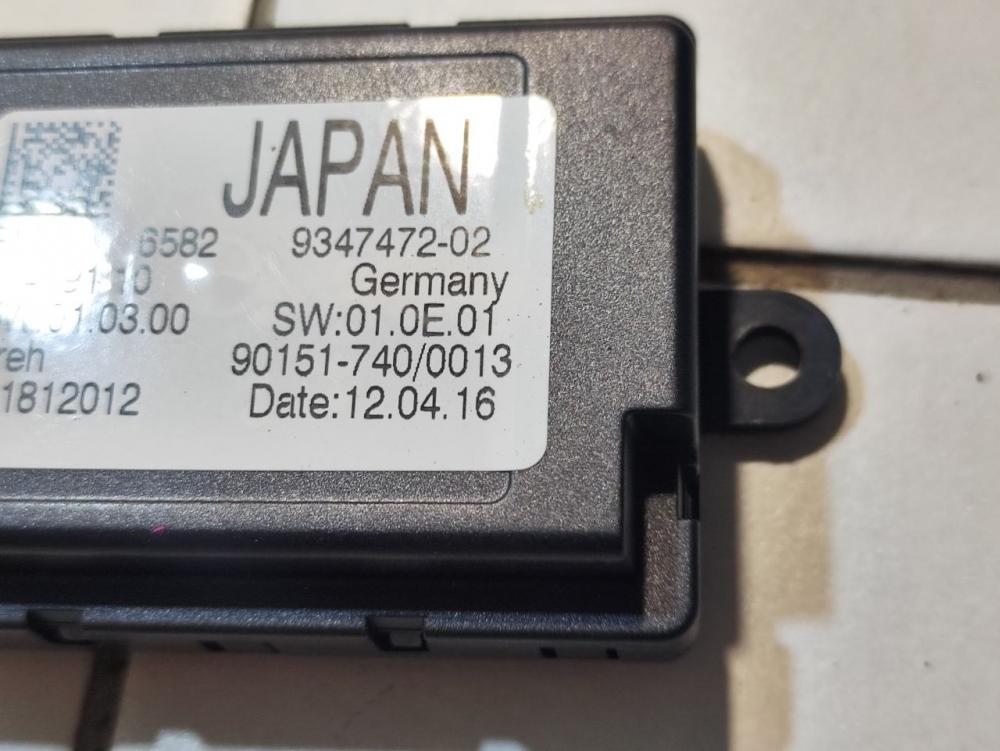 JAPAN
6582 9347472-02
Germany
.03.00 SW:01.0E.01
reh 90151-740/0013
1812012 Date:12.04.16